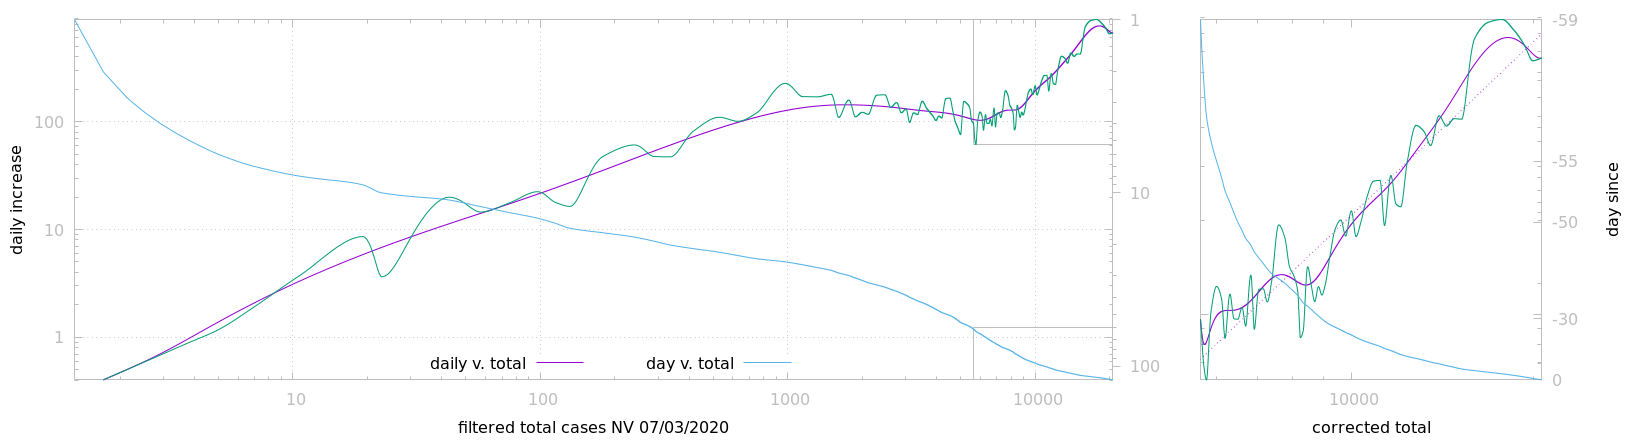 daily increase
100
10
1
10
100
1000
10000
1
10
100
daily v. total
day v. total
filtered total cases NV 07/03/2020
10000
corrected total
-59
-55
-50
-30
0
day since